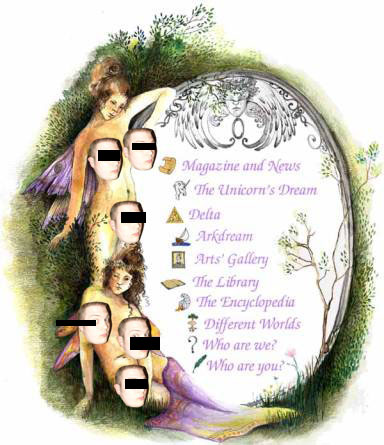 Magazine and News
The Unicorn's Dream
Delta
Arkdream
Arts' Gallery
The Library
The Encyclopedia
Different Worlds
Who are we?
Who are you?